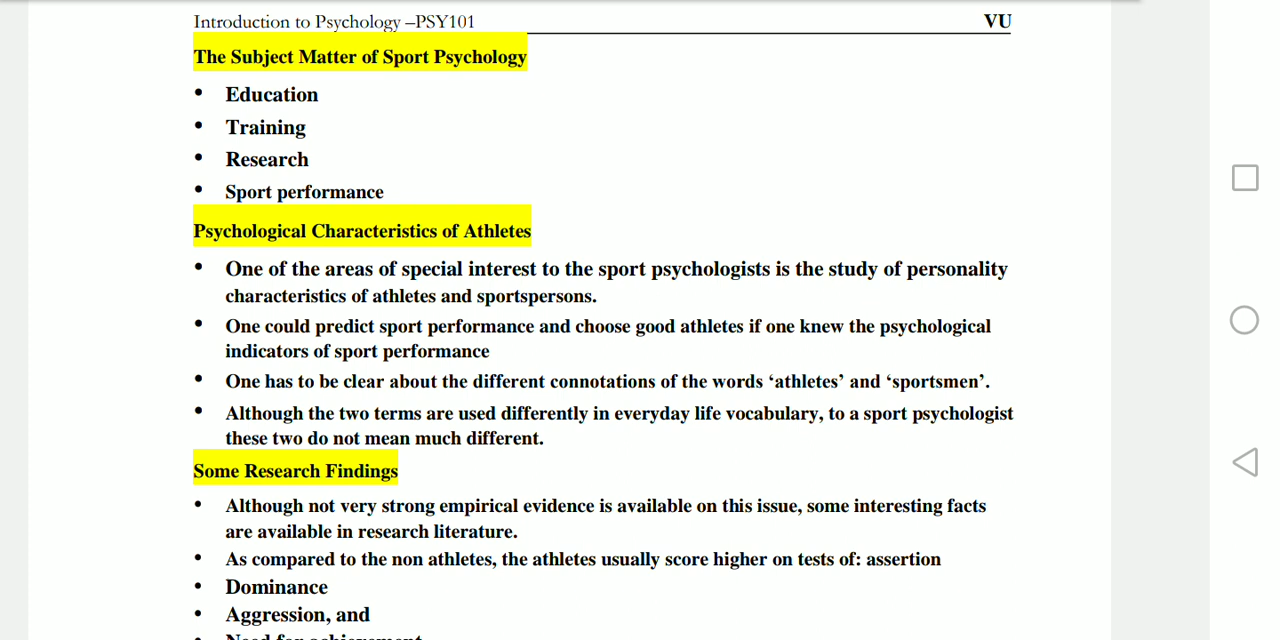 Introduction to Psychology –PSY101 VU
The Subject Matter of Sport Psychology
• Education
• Training
• Research
• Sport performance
Psychological Characteristics of Athletes
• One of the areas of special interest to the sport psychologists is the study of personality
characteristics of athletes and sportspersons.
• One could predict sport performance and choose good athletes if one knew the psychological
indicators of sport performance
• One has to be clear about the different connotations of the words ‘athletes’ and ‘sportsmen’.
• Although the two terms are used differently in everyday life vocabulary, to a sport psychologist
these two do not mean much different.
Some Research Findings
• Although not very strong empirical evidence is available on this issue, some interesting facts
are available in research literature.
• As compared to the non athletes, the athletes usually score higher on tests of: assertion
• Dominance
• Aggression, and
• Need for achievement